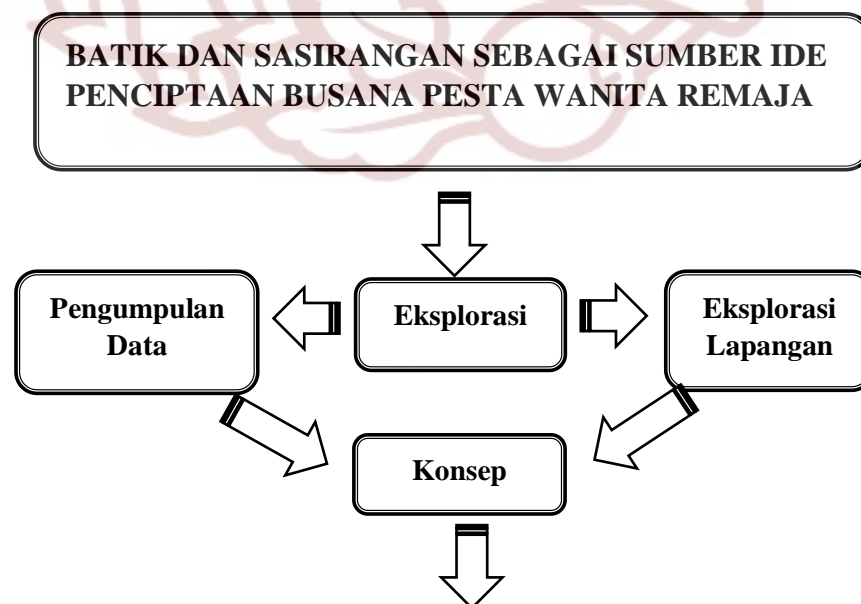 BATIK DAN SASIRANGAN SEBAGAI SUMBER IDE
PENCIPTAAN BUSANA PESTA WANITA REMAJA
Pengumpulan
Data
Eksplorasi
Eksplorasi
Lapangan
Konsep